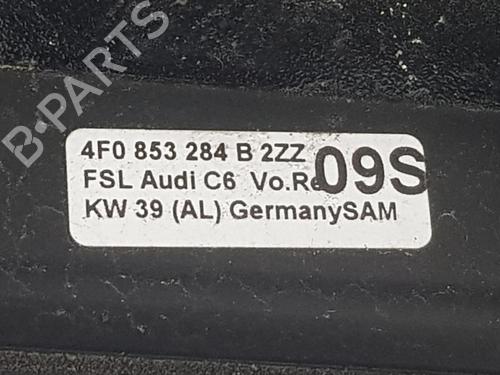 4F0 853 284 B 2ZZ
FSL Audi C6 Vo.Re
09S
KW 39 (AL) GermanySAM
B-PARTS